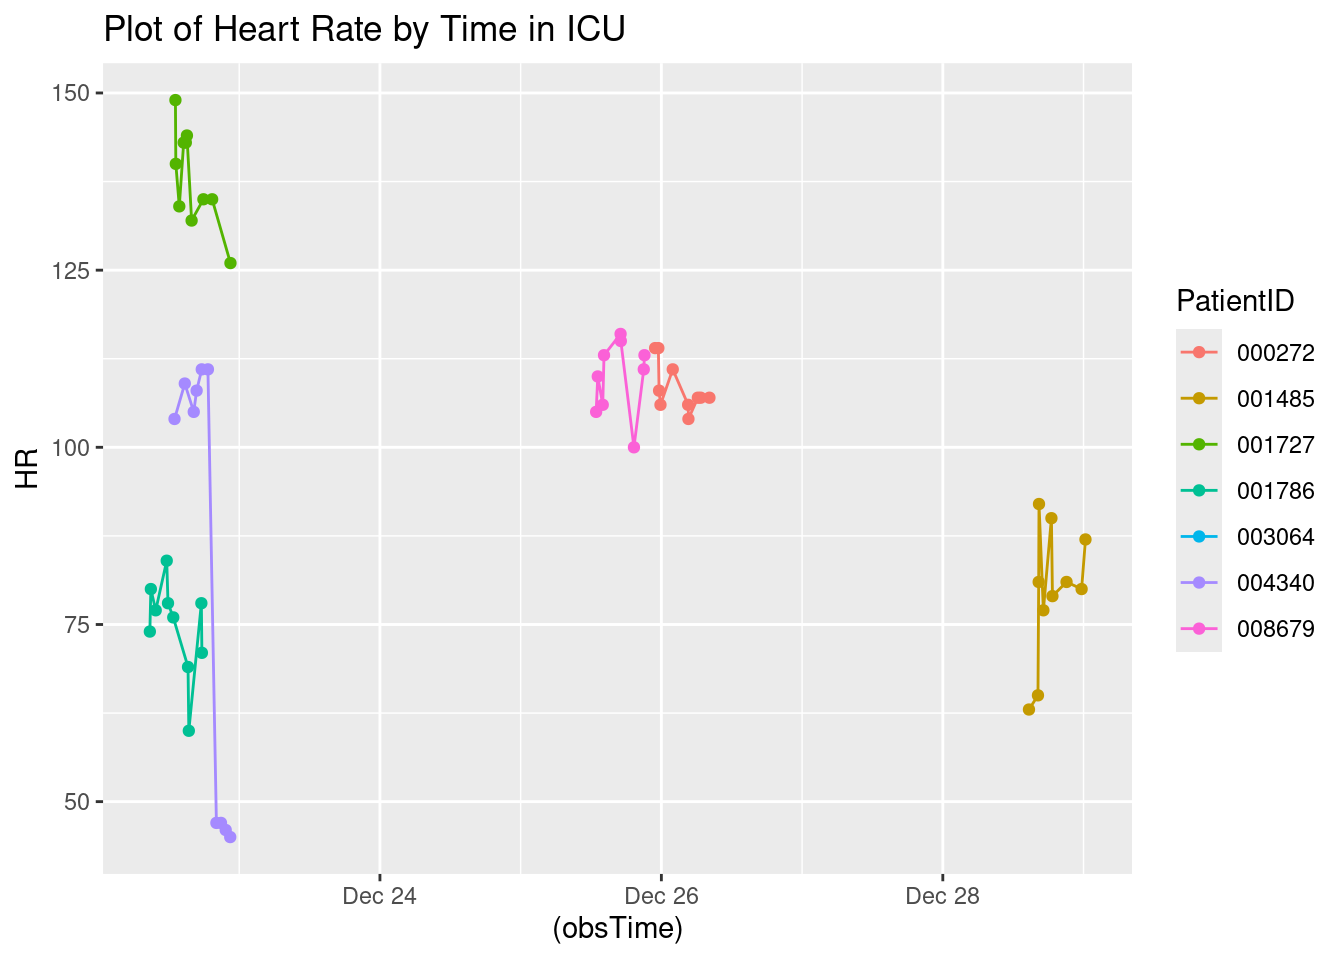 Plot of Heart Rate by Time in ICU
150
125
100
75
50
HR
Dec 24
Dec 26
Dec 28
(obsTime)
PatientID
000272
001485
001727
001786
003064
004340
008679